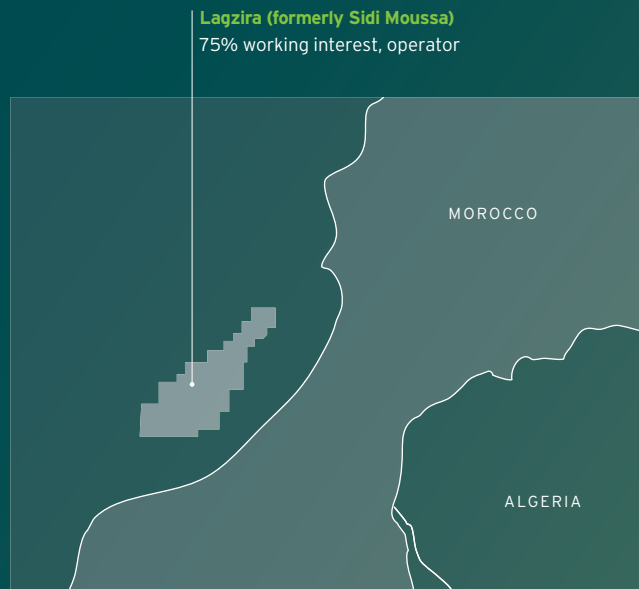 Lagzira (formerly Sidi Moussa)
75% working interest, operator
MOROCCO
ALGERIA